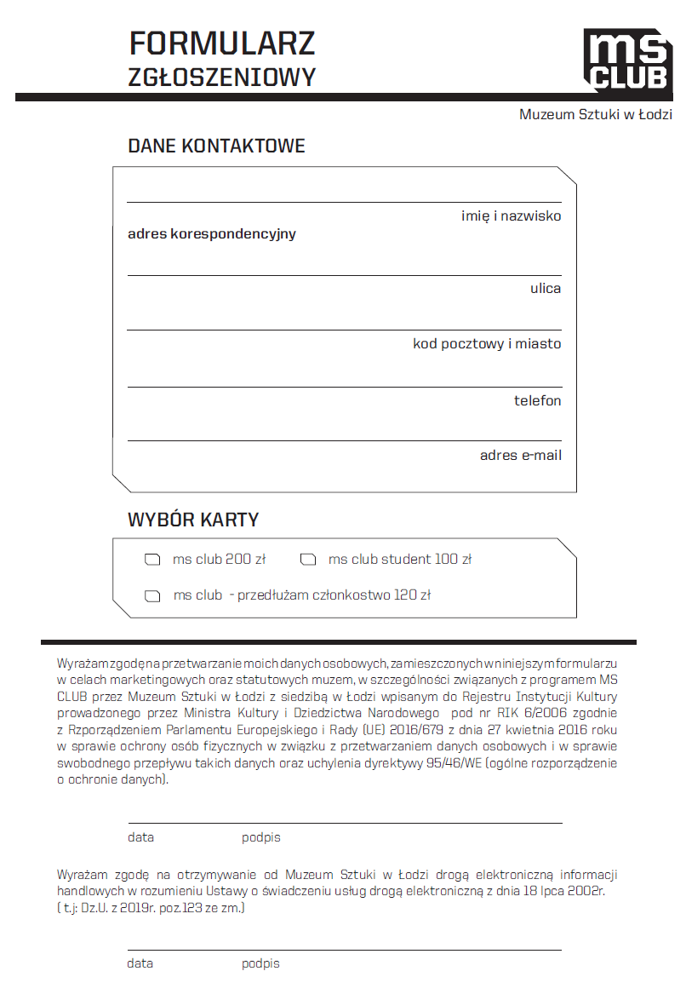 FORMULARZ
ZGŁOSZENIOWY
ms
CLUB
Muzeum Sztuki w Łodzi
DANE KONTAKTOWE
imię i nazwisko
adres korespondencyjny
ulica
kod pocztowy i miasto
telefon
adres e-mail
WYBÓR KARTY
ms club 200 zł ms club student 100 zł
ms club - przedłużam członkostwo 120 zł
Wyrażam zgodę na przetwarzanie moich danych osobowych, zamieszczonych w niniejszym formularzu
w celach marketingowych oraz statutowych muzem, w szczególności związanych z programem MS
CLUB przez Muzeum Sztuki w Łodzi z siedzibą w Łodzi wpisanym do Rejestru Instytucji Kultury
prowadzonego przez Ministra Kultury i Dziedzictwa Narodowego pod nr RIK 6/2006 zgodnie
z Rzporządzeniem Parlamentu Europejskiego i Rady (UE) 2016/679 z dnia 27 kwietnia 2016 roku
w sprawie ochrony osób fizycznych w związku z przetwarzaniem danych osobowych i w sprawie
swobodnego przepływu takich danych oraz uchylenia dyrektywy 95/46/WE (ogólne rozporządzenie
o ochronie danych).
data podpis
Wyrażam zgodę na otrzymywanie od Muzeum Sztuki w Łodzi drogą elektroniczną informacji
handlowych w rozumieniu Ustawy o świadczeniu usług drogą elektroniczną z dnia 18 lpca 2002r.
( t.j: Dz.U. z 2019r. poz.123 ze zm.)
data podpis